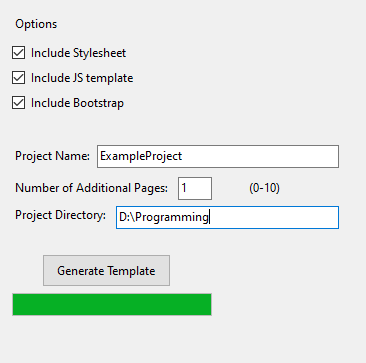 Options
Include Stylesheet
Include JS template
Include Bootstrap
Project Name: ExampleProject
Number of Additional Pages: 1 (0-10)
Project Directory: D:\Programming
Generate Template